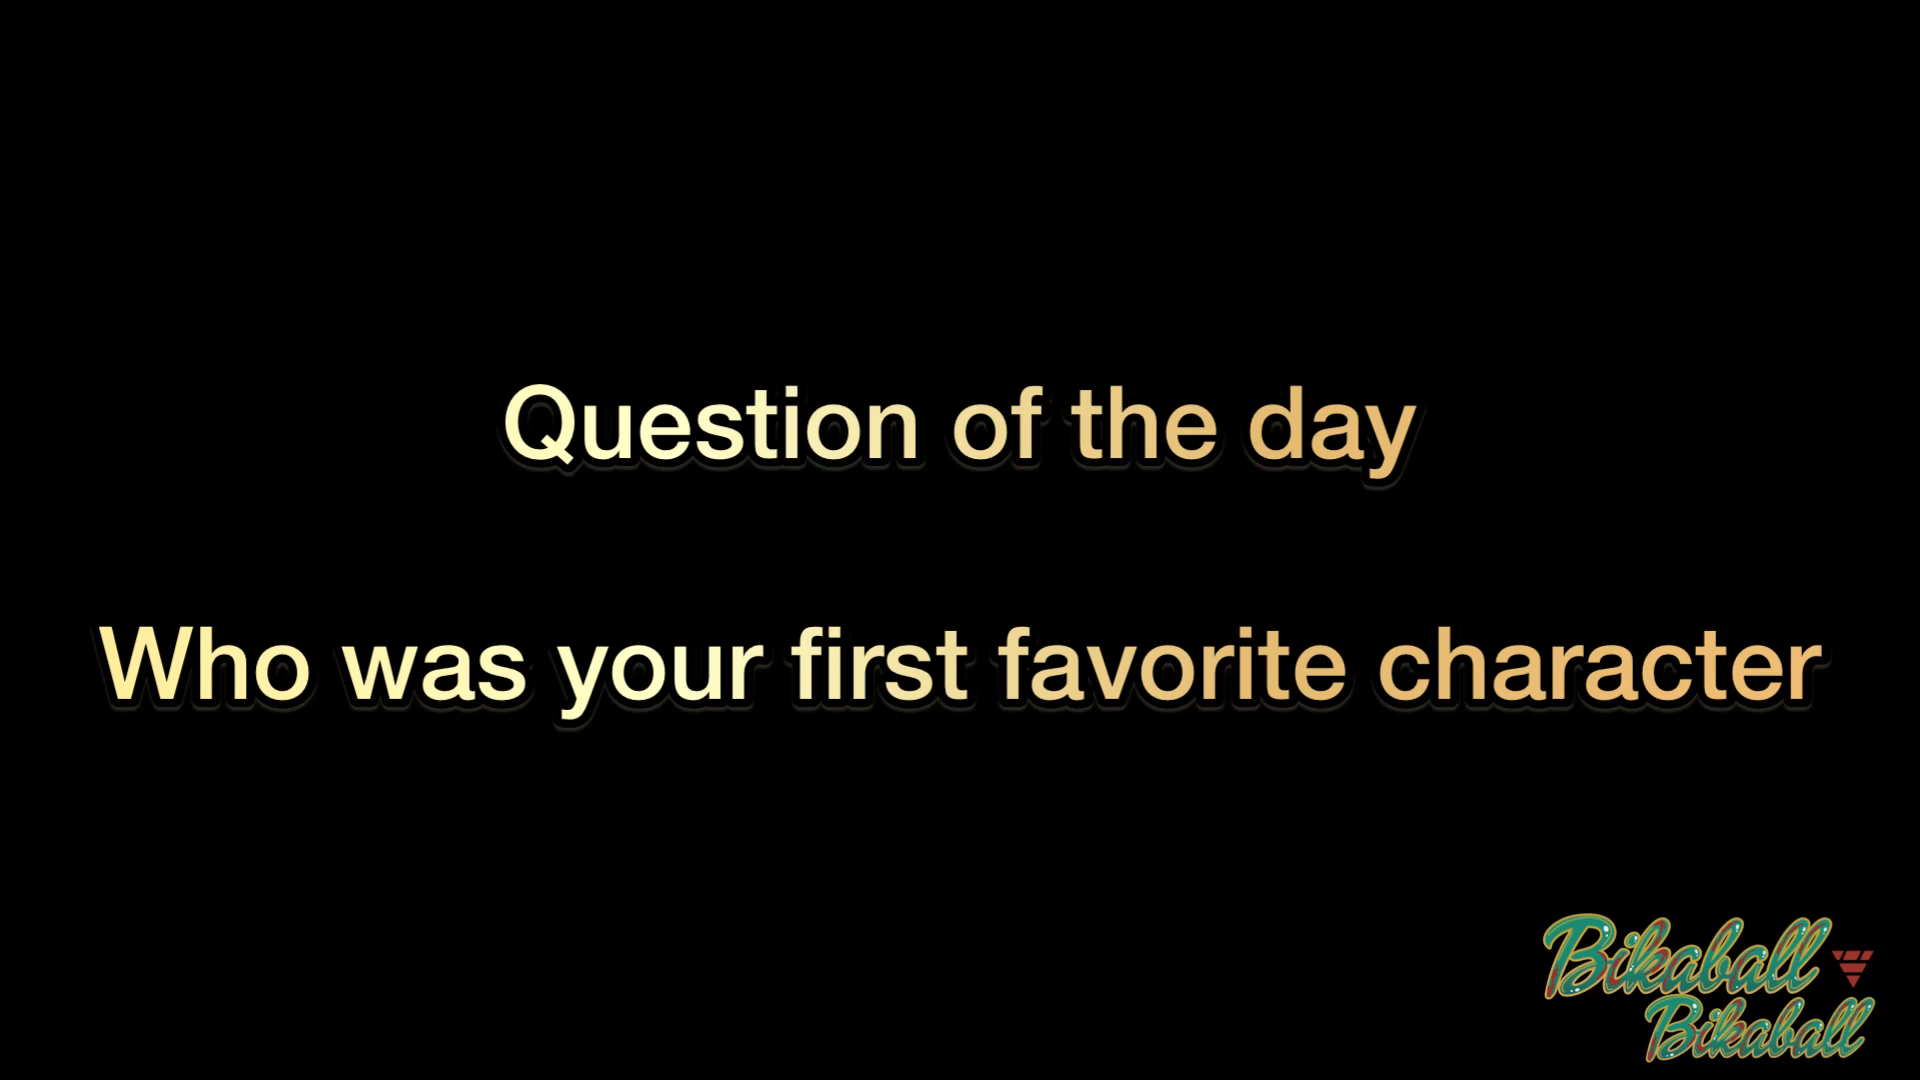 Question of the day
Who was your first favorite character
Bikaball
Bikaball